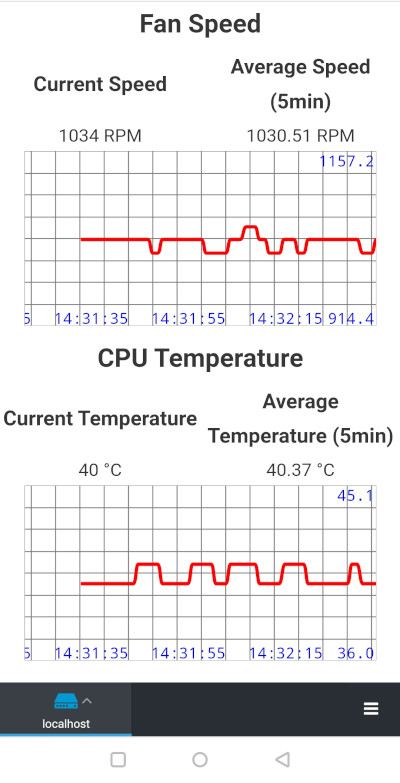 Fan Speed
Current Speed
Average Speed
(5min)
1034 RPM
1030.51 RPM
1157.2
5 14:31:35 14:31:55 14:32:15 914.4
CPU Temperature
Current Temperature
Average
Temperature (5min)
40 °C
40.37 °C
45.1
5 14:31:35 14:31:55 14:32:15 36.0
localhost